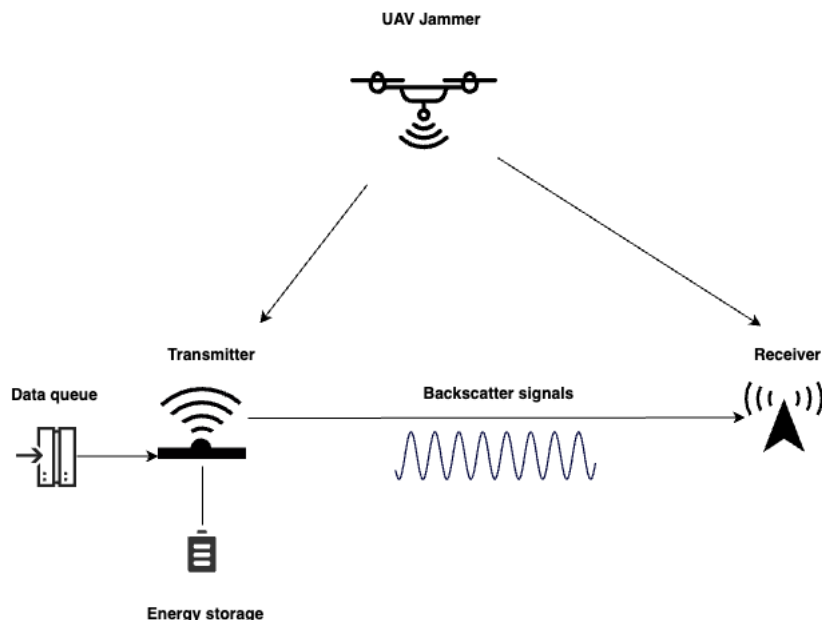 UAV Jammer
Transmitter
Receiver
Data queue
Backscatter signals
Energy storage